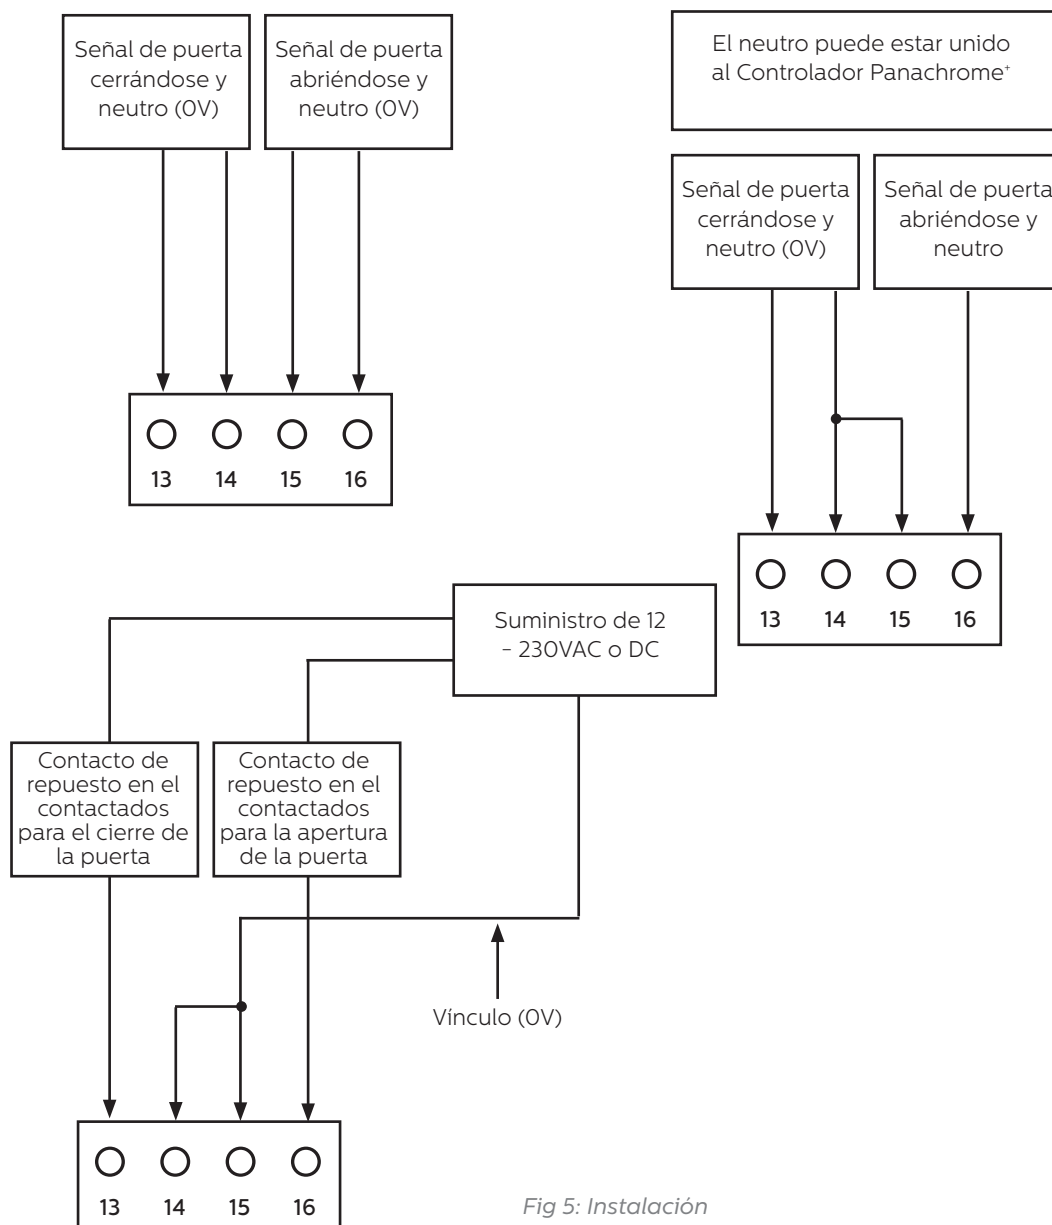 Señal de puerta
cerrándose y
neutro (0V)
Señal de puerta
abriéndose y
neutro (0V)
13 14 15 16
El neutro puede estar unido
al Controlador Panachrome⁺
Señal de puerta
cerrándose y
neutro (0V)
Señal de puerta
abriéndose y
neutro
13 14 15 16
Suministro de 12
- 230VAC o DC
Contacto de
repuesto en el
contactados
para el cierre de
la puerta
Contacto de
repuesto en el
contactados
para la apertura
de la puerta
Vínculo (0V)
13 14 15 16
Fig 5: Instalación